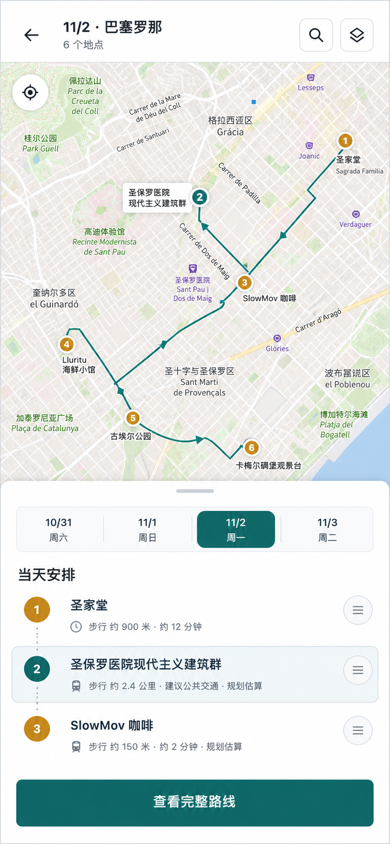 11/2 · 巴塞罗那
6 个地点
佩拉达山
Parc de la
Creueta
del Coll
Carrer de la Mare
de Déu del Coll
Lesseps
格拉西
区
Gràcia
桂尔公园
Park Guell
Carrer de Santuari
1
Joanic
圣家堂
Sagrada Familia
Carrer de Padilla
圣保罗医院
现代主义建筑群
2
Verdaguer
高迪体验馆
Recinte Modernista
de Sant Pau
Carrer de Dos de Maig
圣保罗医院
Sant Pau |
Dos de Maig
3
SlowMov 咖啡
奎纳尔多区
el Guinardó
Carrer d'Aragó
4
Lluritu
海鲜小馆
Glòries
圣十字与圣保罗区
Sant Marti
de Provençals
波布
区
el Poblenou
加泰罗尼亚广场
Plaça de Catalunya
5
古埃尔公园
博加特尔海滩
Platja del
Bogatell
6
卡梅尔碉堡观景台
10/31
周六
11/1
周日
11/2
周一
11/3
周二
当天安排
1
圣家堂
步行 约 900 米 · 约 12 分钟
2
圣保罗医院现代主义建筑群
步行 约 2.4 公里 · 建议公共交通 · 规划估算
3
SlowMov 咖啡
步行 约 150 米 · 约 2 分钟 · 规划估算
查看完整路线